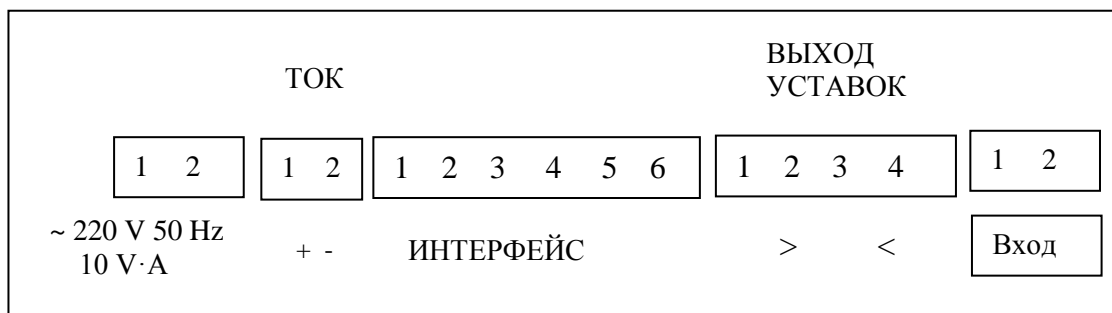 ТОК
ВЫХОД
УСТАВОК
1 2 1 2 1 2 3 4 5 6 1 2 3 4 1 2
~ 220 V 50 Hz
10 V·A
+ -
ИНТЕРФЕЙС
> <
Вход